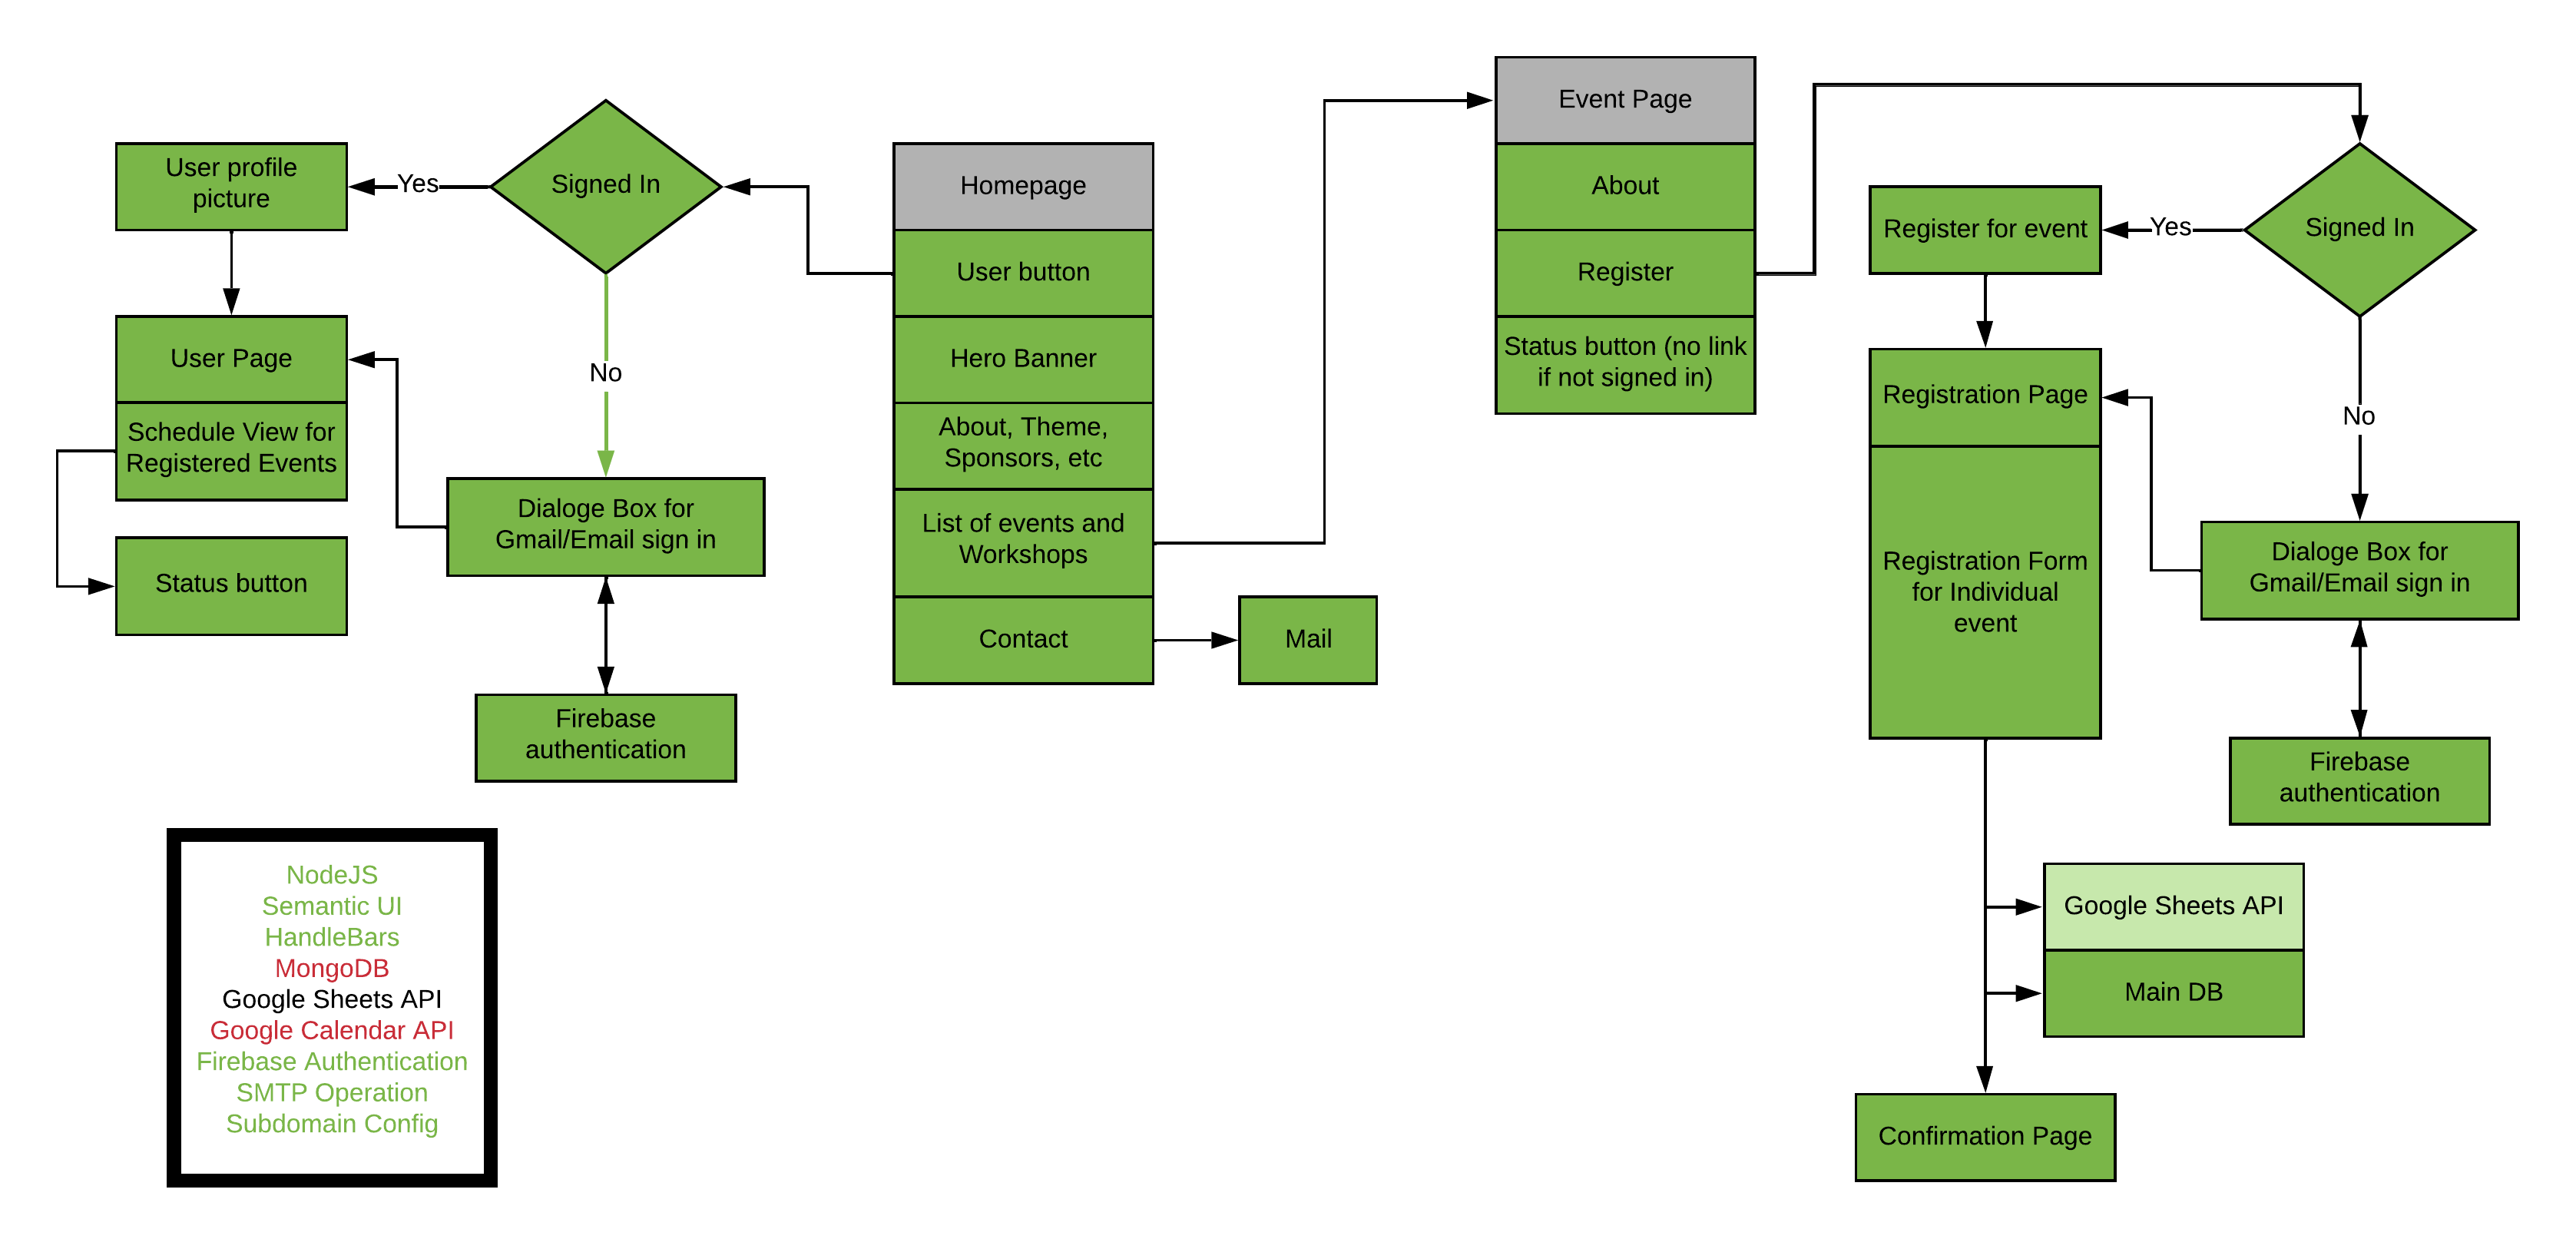 User profile
picture
Yes
Signed In
No
User Page
Schedule View for
Registered Events
Status button
Dialoge Box for
Gmail/Email sign in
Firebase
authentication
Homepage
User button
Hero Banner
About, Theme,
Sponsors, etc
List of events and
Workshops
Contact
Mail
Event Page
About
Register
Status button (no link
if not signed in)
Signed In
Yes
No
Register for event
Registration Page
Registration Form
for Individual
event
Dialoge Box for
Gmail/Email sign in
Firebase
authentication
Google Sheets API
Main DB
Confirmation Page
NodeJS
Semantic UI
HandleBars
MongoDB
Google Sheets API
Google Calendar API
Firebase Authentication
SMTP Operation
Subdomain Config